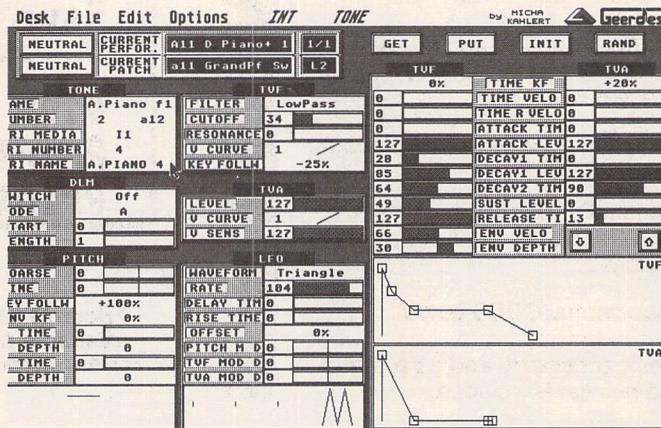 Desk File Edit Options INT TONE by MICHA KAHLERT Geerdes
NEUTRAL CURRENT PERFOR. All D Piano+ 1 1/1 GET PUT INIT RAND
NEUTRAL CURRENT PATCH a11 GrandPf Sw L2
TONE
AME A.Piano f1
UMBER 2 a12
RI MEDIA I1
RI NUMBER 4
RI NAME A.PIANO 4
DLM
WITCH Off
ODE A
TART 0
ENGTH 1
PITCH
OARSE 0
INE 0
EY FOLLW +100%
NV KF 0%
TIME 0
DEPTH 0
TIME 0
DEPTH 0
TVF
FILTER LowPass
CUTOFF 34
RESONANCE 0
V CURVE 1
KEY FOLLW -25%
TVA
LEVEL 127
V CURVE 1
V SENS 127
LFO
WAVEFORM Triangle
RATE 104
DELAY TIM 0
RISE TIME 0
OFFSET 0%
PITCH M D 0
TVF MOD D 0
TVA MOD D 0
TVF TVA
0% TIME KF +20%
0 TIME VELO 0
0 TIME R VELO 0
0 ATTACK TIM 0
127 ATTACK LEV 127
28 DECAY1 TIM 0
85 DECAY1 LEV 127
64 DECAY2 TIM 90
49 SUST LEVEL 0
127 RELEASE TI 13
66 ENV VELO
30 ENV DEPTH
TVF
TVA